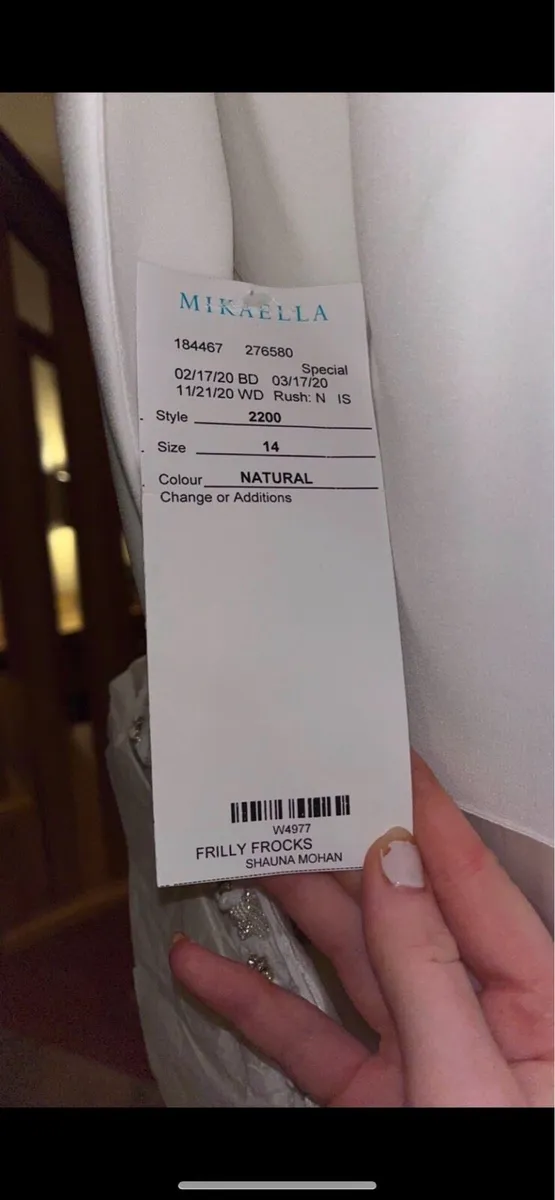 MIKAELLA
184467 276580
Special
02/17/20 BD 03/17/20
11/21/20 WD Rush: N IS
Style 2200
Size 14
Colour NATURAL
Change or Additions
W4977
FRILLY FROCKS
SHAUNA MOHAN